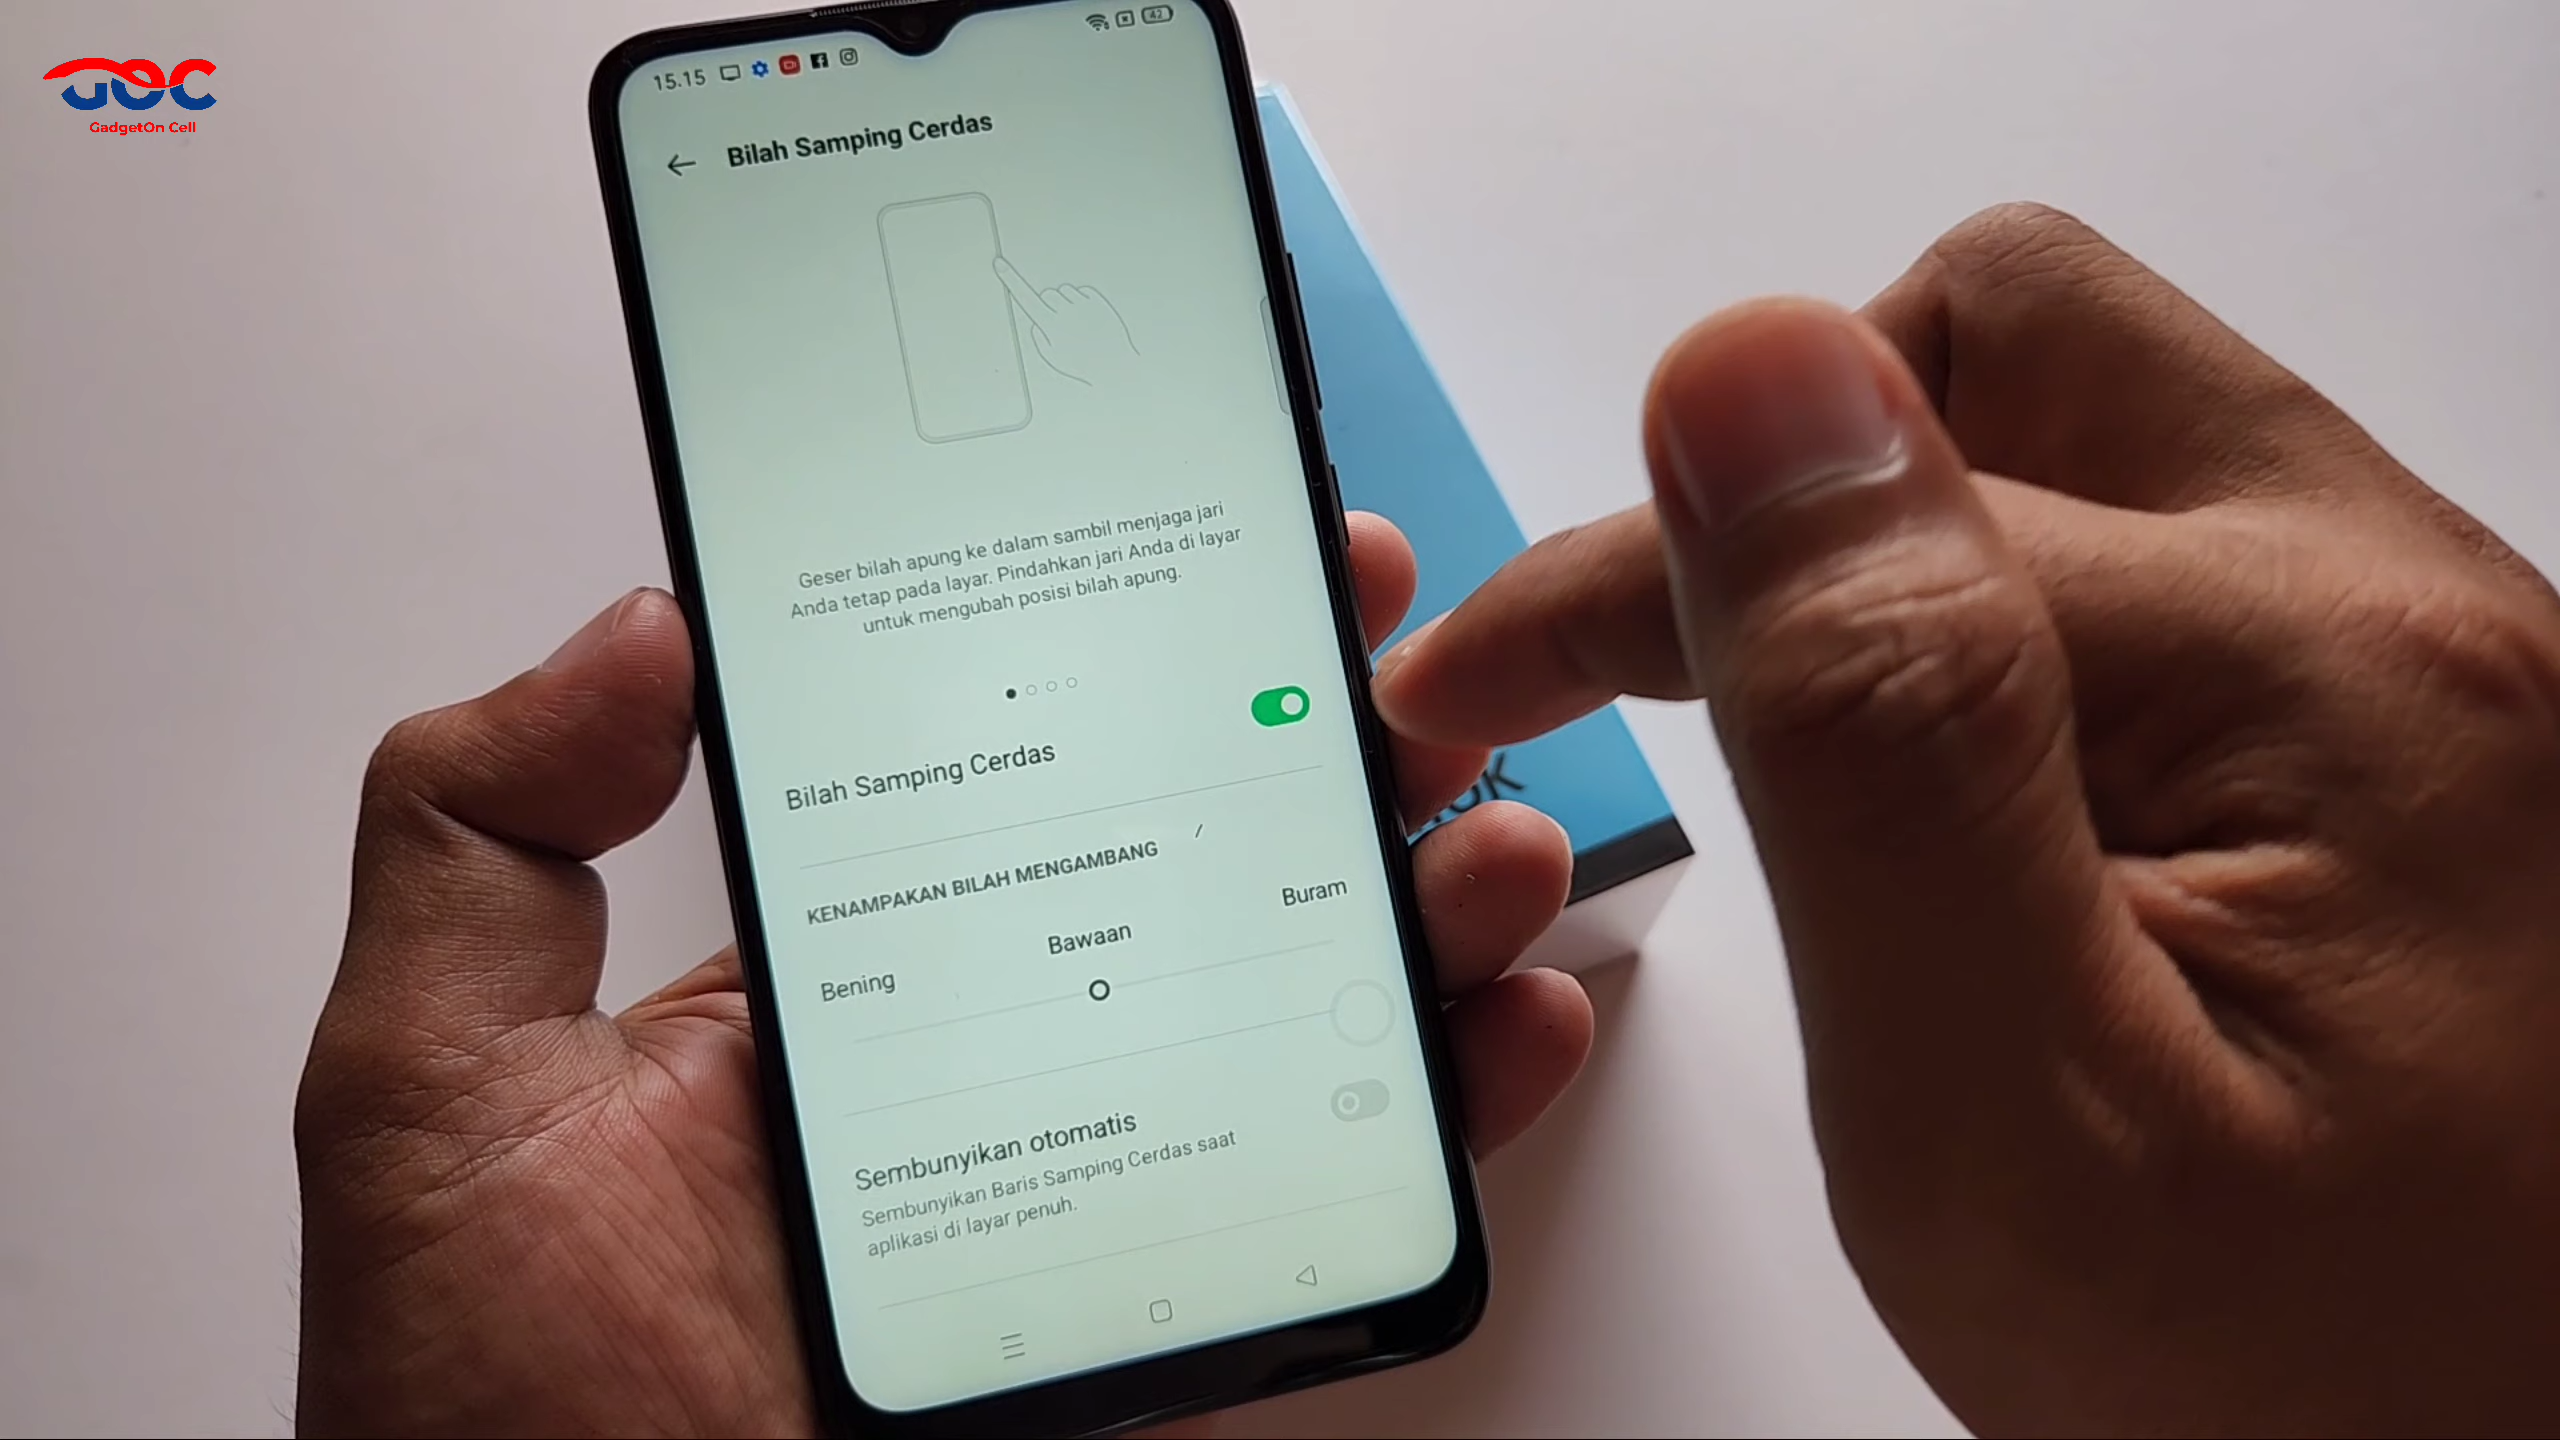 GOC
GadgetOn Cell
15.15
42
Bilah Samping Cerdas
Geser bilah apung ke dalam sambil menjaga jari
Anda tetap pada layar. Pindahkan jari Anda di layar
untuk mengubah posisi bilah apung.
Bilah Samping Cerdas
KENAMPAKAN BILAH MENGAMBANG
Bening
Bawaan
Buram
Sembunyikan otomatis
Sembunyikan Baris Samping Cerdas saat
aplikasi di layar penuh.